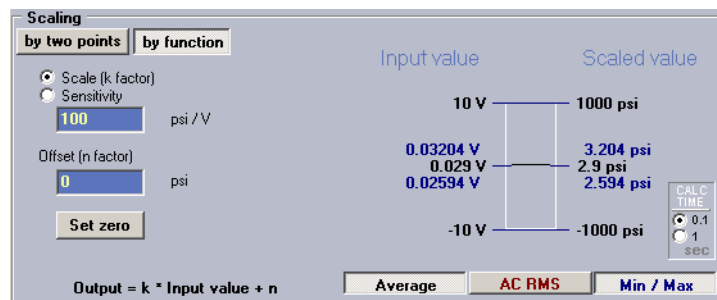 Scaling
by two points by function
Input value Scaled value
Scale (k factor)
Sensitivity
100 psi / V
10 V 1000 psi
Offset (n factor)
0.03204 V 3.204 psi
0.029 V 2.9 psi
0.02594 V 2.594 psi
0 psi
CALC
TIME
0.1
1
sec
Set zero
-10 V -1000 psi
Output = k * Input value + n
Average AC RMS Min / Max